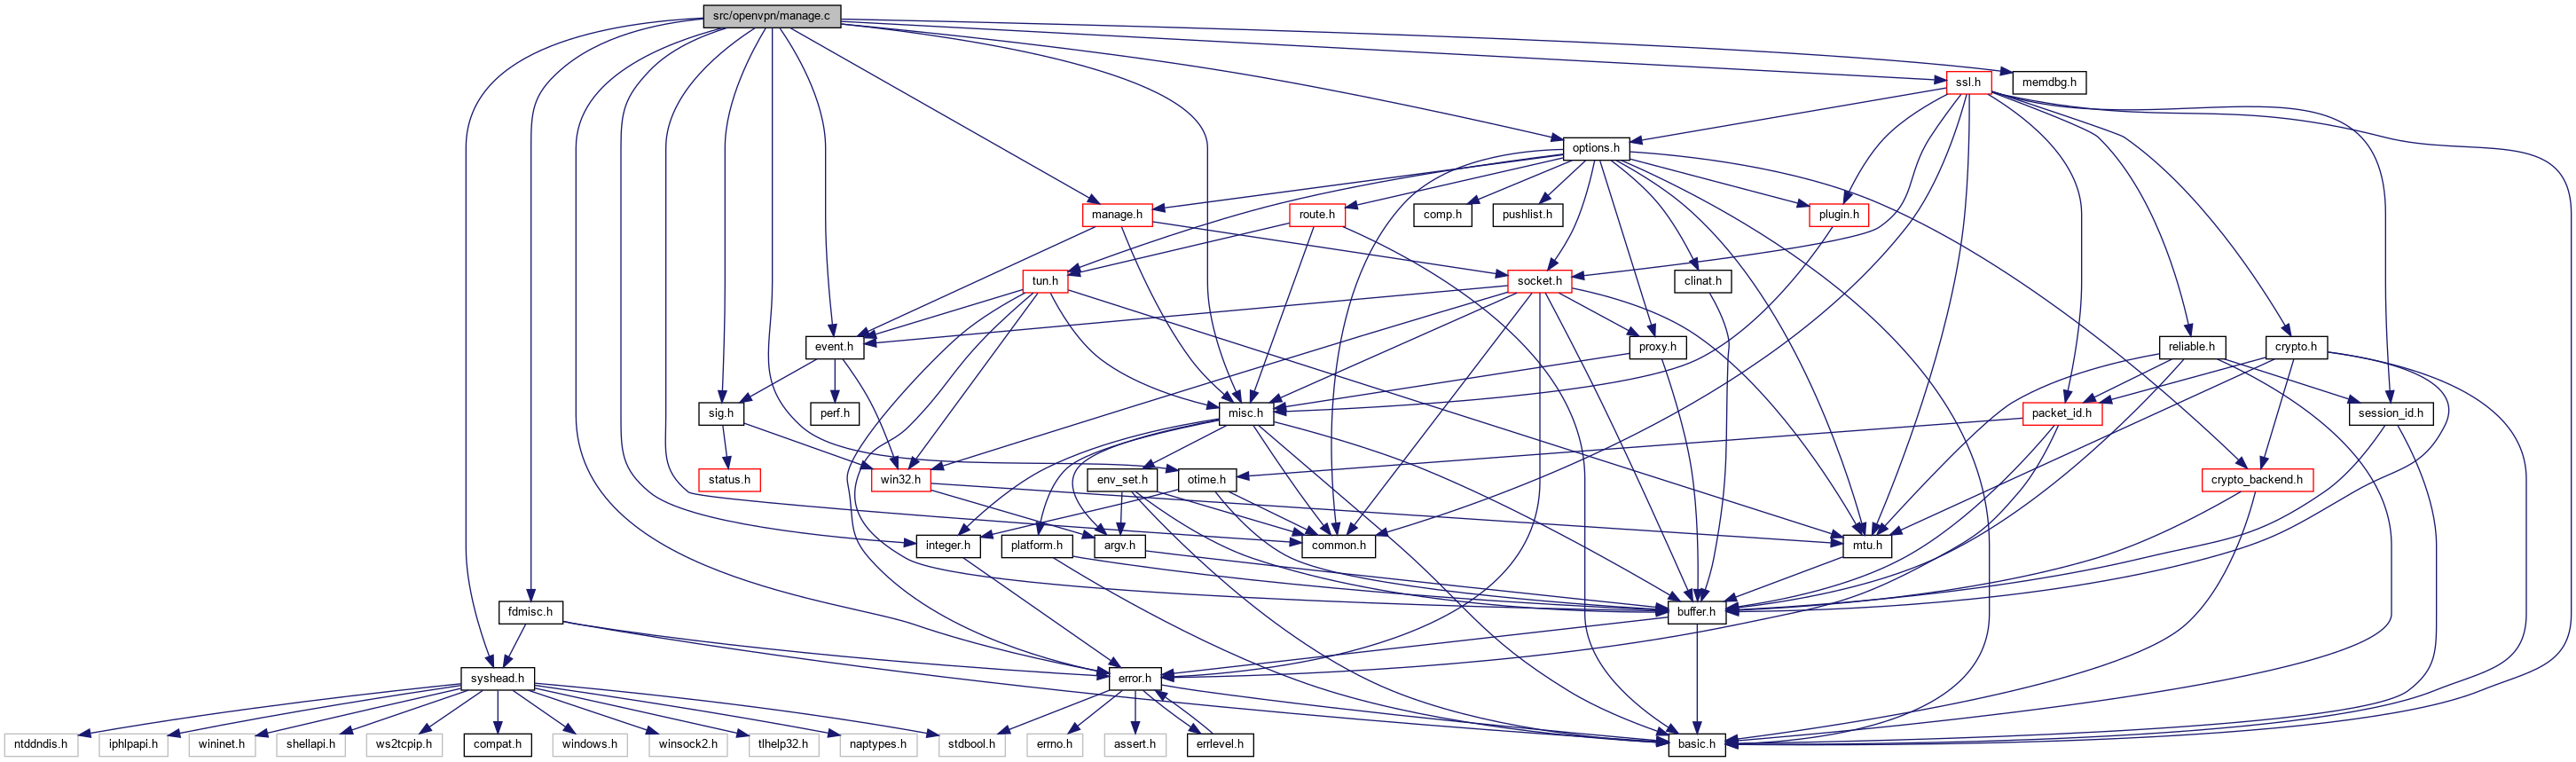 src/openvpn/manage.c
ssl.h
memdbg.h
options.h
manage.h
route.h
comp.h
pushlist.h
plugin.h
tun.h
socket.h
clinat.h
event.h
proxy.h
reliable.h
crypto.h
sig.h
perf.h
misc.h
packet_id.h
session_id.h
status.h
win32.h
env_set.h
otime.h
crypto_backend.h
integer.h
platform.h
argv.h
common.h
mtu.h
fdmisc.h
buffer.h
syshead.h
error.h
ntddndis.h
iphlpapi.h
wininet.h
shellapi.h
ws2tcpip.h
compat.h
windows.h
winsock2.h
tlhelp32.h
naptypes.h
stdbool.h
errno.h
assert.h
errlevel.h
basic.h